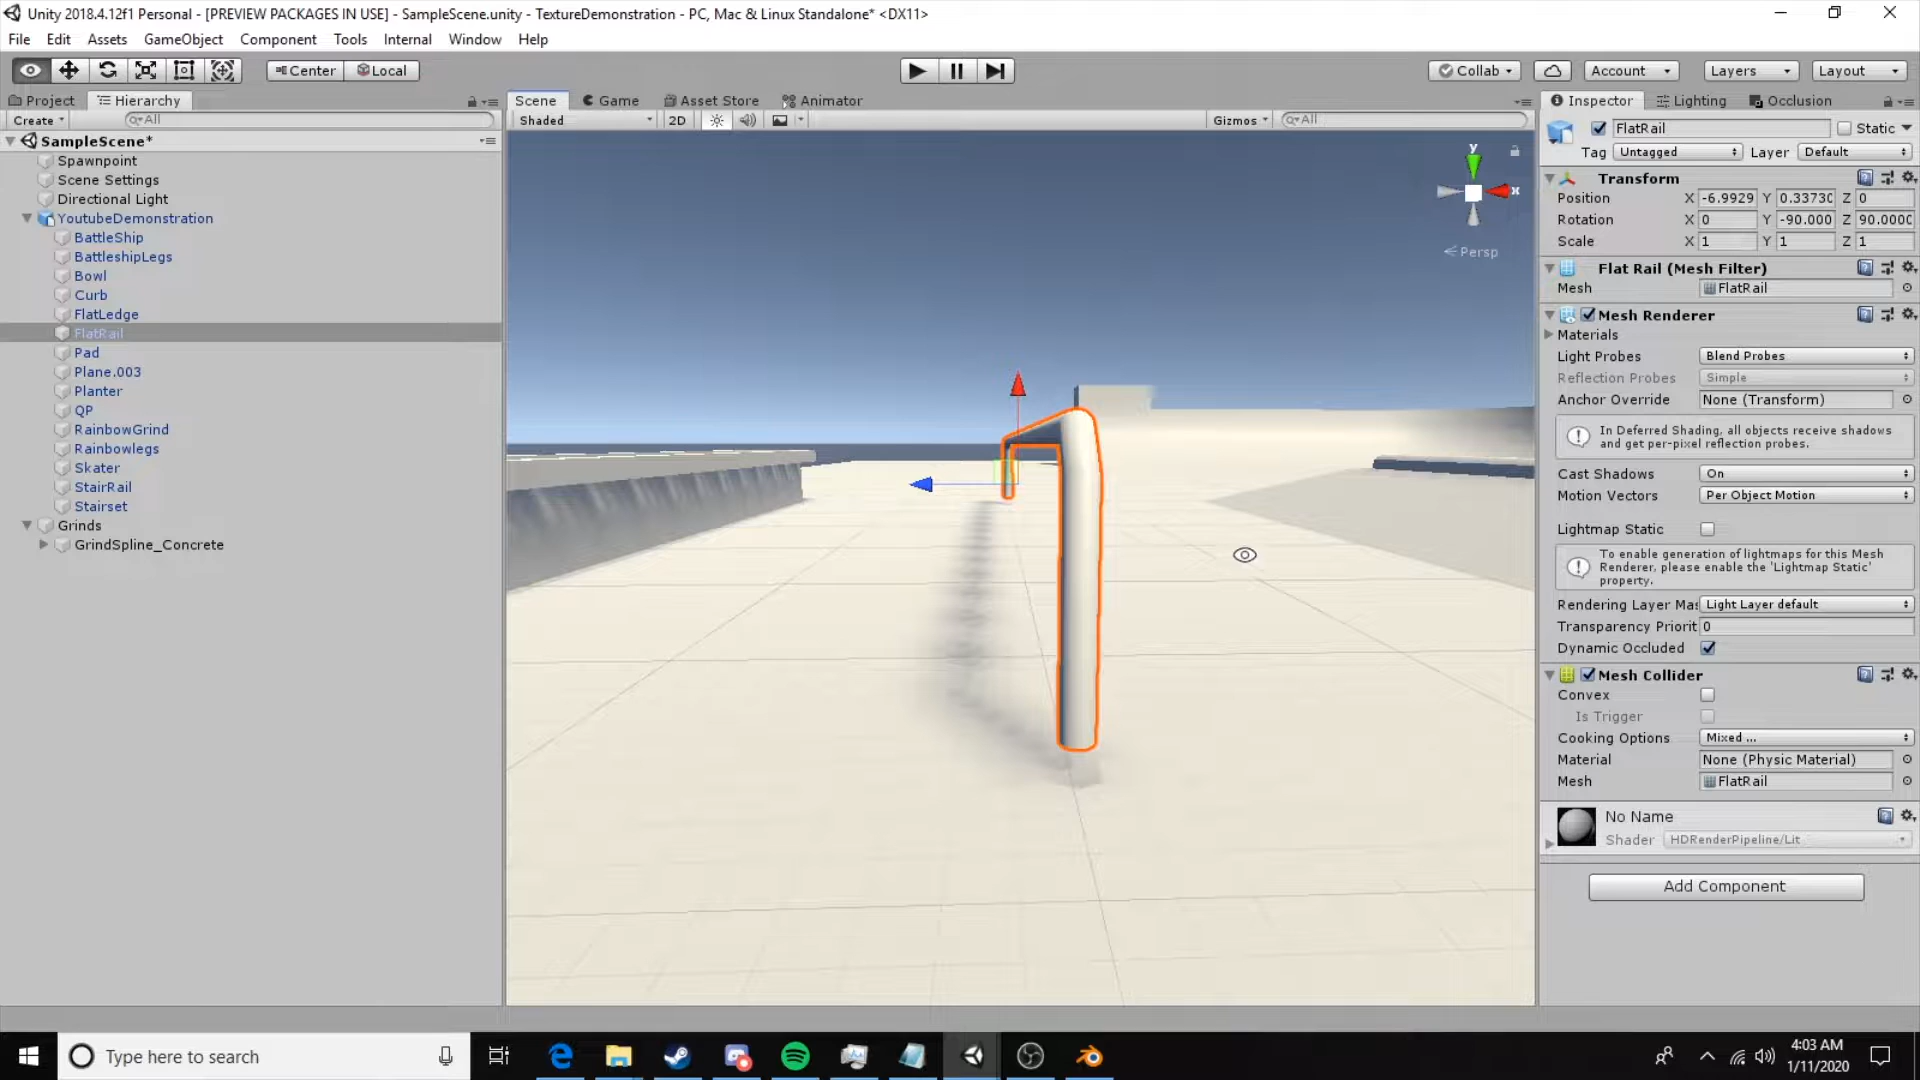 Unity 2018.4.12f1 Personal - [PREVIEW PACKAGES IN USE] - SampleScene.unity - TextureDemonstration - PC, Mac & Linux Standalone* <DX11>
File Edit Assets GameObject Component Tools Internal Window Help
Center Local Collab Account Layers Layout
Project Hierarchy Scene Game Asset Store Animator Inspector Lighting Occlusion
Create All Shaded 2D Gizmos All
SampleScene*
Spawnpoint
Scene Settings
Directional Light
YoutubeDemonstration
BattleShip
BattleshipLegs
Bowl
Curb
FlatLedge
FlatRail
Pad
Plane.003
Planter
QP
RainbowGrind
Rainbowlegs
Skater
StairRail
Stairset
Grinds
GrindSpline_Concrete
y
x
Persp
FlatRail Static
Tag Untagged Layer Default
Transform
Position X -6.9929 Y 0.3373C Z 0
Rotation X 0 Y -90.000 Z 90.000C
Scale X 1 Y 1 Z 1
Flat Rail (Mesh Filter)
Mesh FlatRail
Mesh Renderer
Materials
Light Probes Blend Probes
Reflection Probes Simple
Anchor Override None (Transform)
In Deferred Shading, all objects receive shadows
and get per-pixel reflection probes.
Cast Shadows On
Motion Vectors Per Object Motion
Lightmap Static
To enable generation of lightmaps for this Mesh
Renderer, please enable the 'Lightmap Static'
property.
Rendering Layer Mas Light Layer default
Transparency Priorit 0
Dynamic Occluded
Mesh Collider
Convex
Is Trigger
Cooking Options Mixed ...
Material None (Physic Material)
Mesh FlatRail
No Name
Shader HDRenderPipeline/Lit
Add Component
Type here to search
4:03 AM
1/11/2020